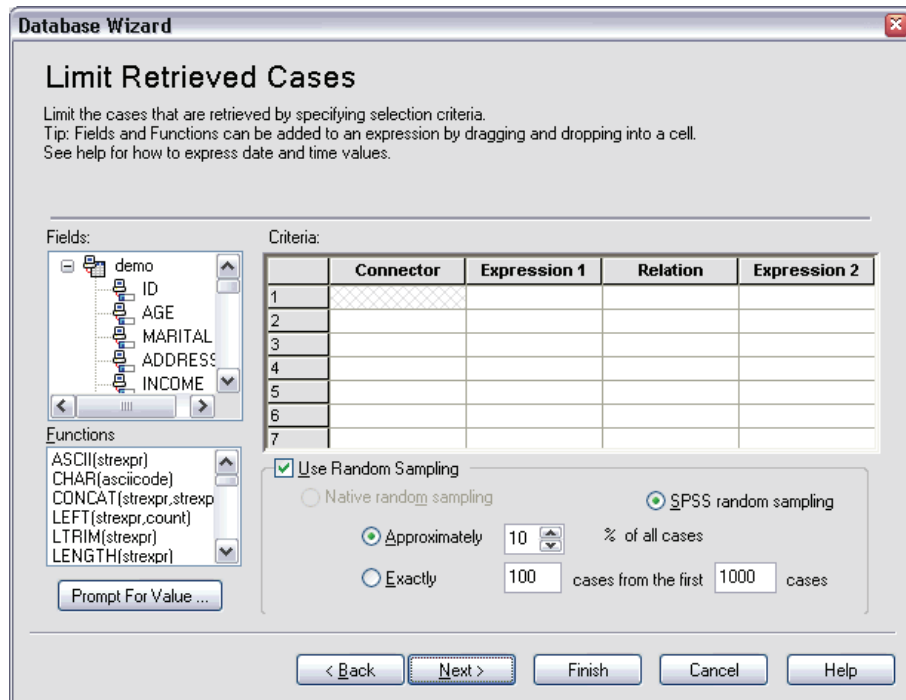 Database Wizard
Limit Retrieved Cases
Limit the cases that are retrieved by specifying selection criteria.
Tip: Fields and Functions can be added to an expression by dragging and dropping into a cell.
See help for how to express date and time values.
Fields:
demo
ID
AGE
MARITAL
ADDRESS
INCOME
Functions
ASCII(strexpr)
CHAR(asciicode)
CONCAT(strexpr,strexp
LEFT(strexpr,count)
LTRIM(strexpr)
LENGTH(strexpr)
Prompt For Value ...
Criteria:
Connector Expression 1 Relation Expression 2
1
2
3
4
5
6
7
Use Random Sampling
Native random sampling SPSS random sampling
Approximately 10 % of all cases
Exactly 100 cases from the first 1000 cases
< Back Next > Finish Cancel Help